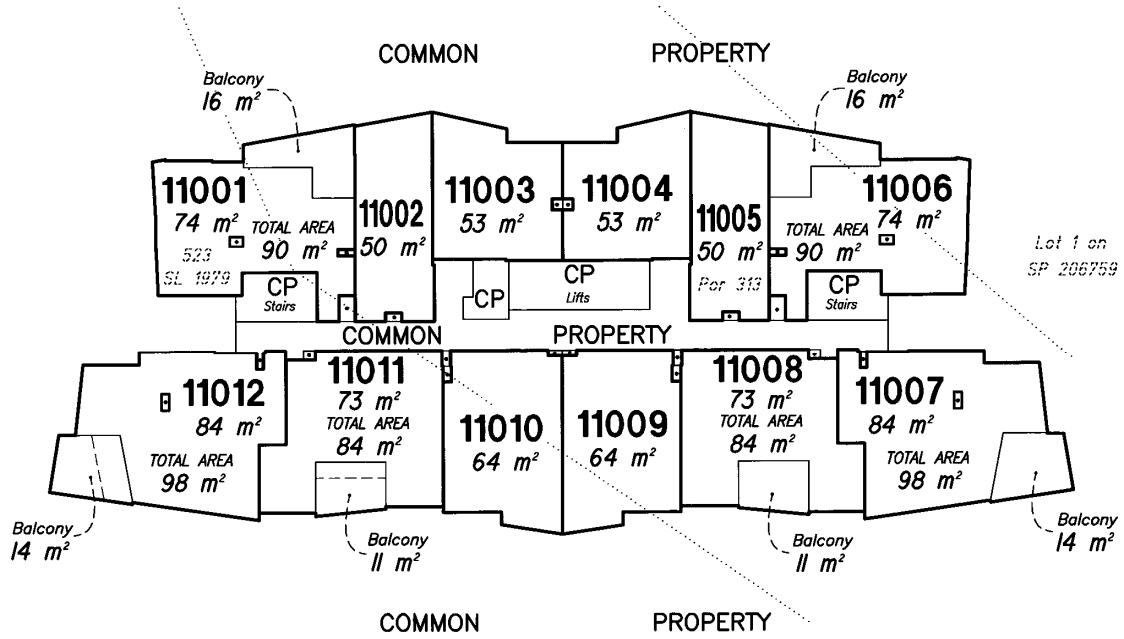 COMMON PROPERTY
Balcony
16 m²
Balcony
16 m²
11001
74 m²
TOTAL AREA
90 m²
523
SL 1979
11002
50 m²
11003
53 m²
11004
53 m²
11005
50 m²
Por 313
11006
74 m²
TOTAL AREA
90 m²
Lot 1 on
SP 206759
CP
Stairs
CP
CP
Lifts
CP
Stairs
COMMON PROPERTY
11012
84 m²
TOTAL AREA
98 m²
11011
73 m²
TOTAL AREA
84 m²
11010
64 m²
11009
64 m²
11008
73 m²
TOTAL AREA
84 m²
11007
84 m²
TOTAL AREA
98 m²
Balcony
14 m²
Balcony
11 m²
Balcony
11 m²
Balcony
14 m²
COMMON PROPERTY